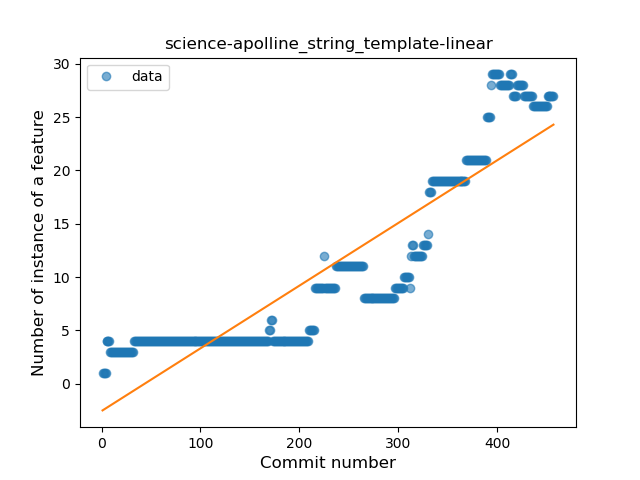 science-apolline_string_template-linear
data
Number of instance of a feature
30
25
20
15
10
5
0
0 100 200 300 400
Commit number